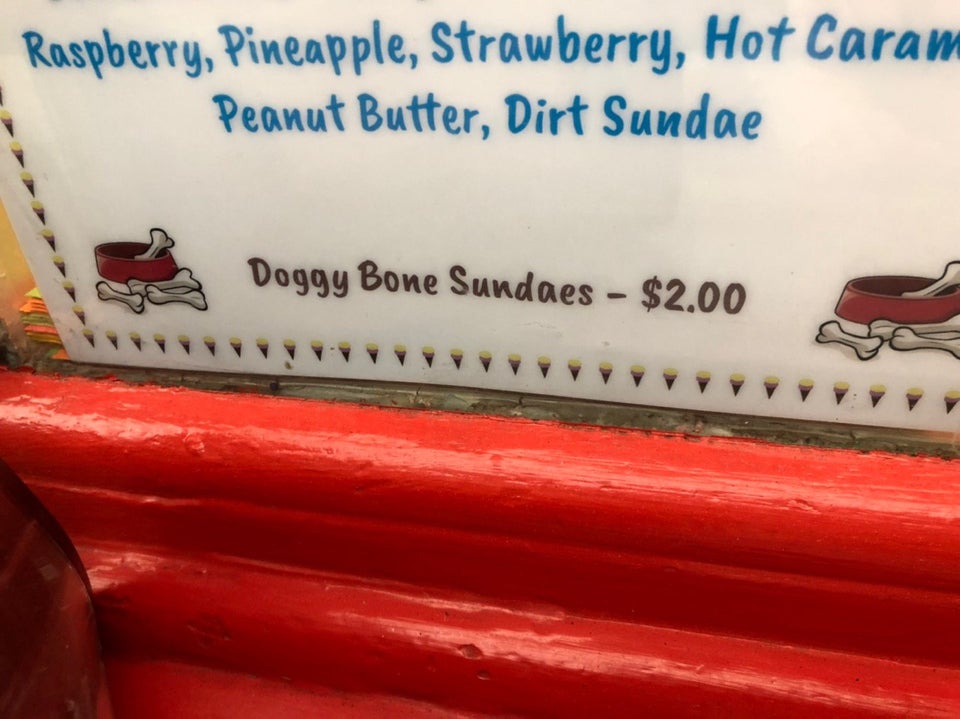 Raspberry, Pineapple, Strawberry, Hot Caram
Peanut Butter, Dirt Sundae
Doggy Bone Sundaes - $2.00